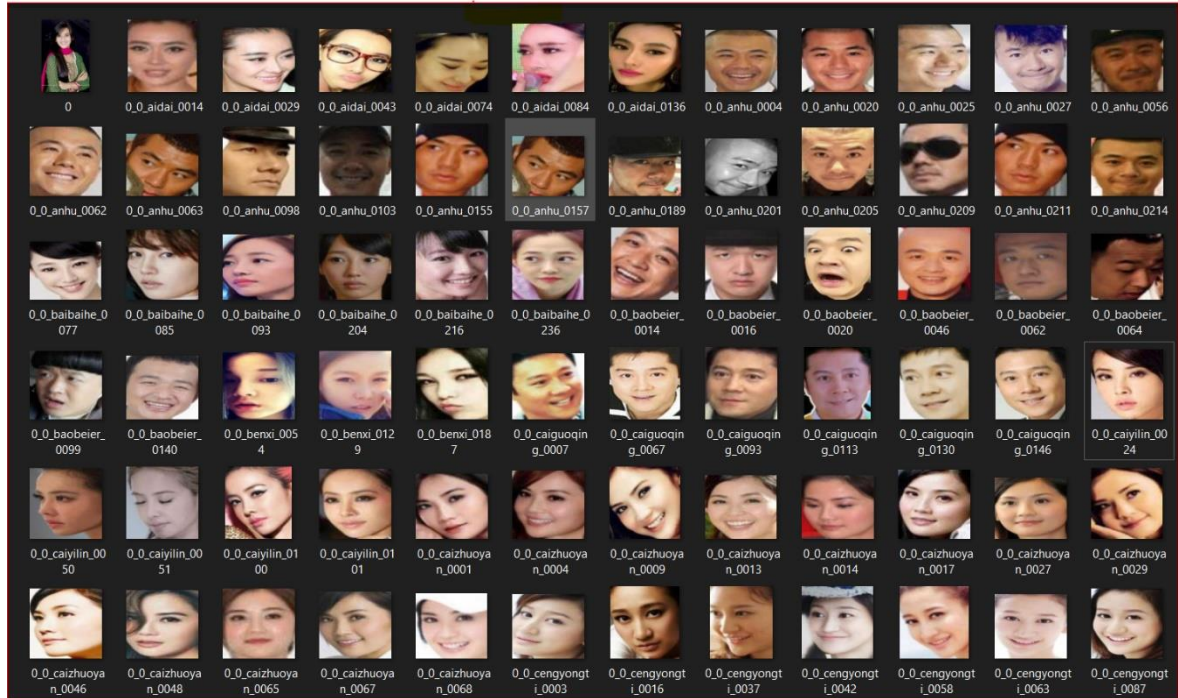 0
0_0_aidai_0014
0_0_aidai_0029
0_0_aidai_0043
0_0_aidai_0074
0_0_aidai_0084
0_0_aidai_0136
0_0_anhu_0004
0_0_anhu_0020
0_0_anhu_0025
0_0_anhu_0027
0_0_anhu_0056
0_0_anhu_0062
0_0_anhu_0063
0_0_anhu_0098
0_0_anhu_0103
0_0_anhu_0155
0_0_anhu_0157
0_0_anhu_0189
0_0_anhu_0201
0_0_anhu_0205
0_0_anhu_0209
0_0_anhu_0211
0_0_anhu_0214
0_0_baibaihe_0
077
0_0_baibaihe_0
085
0_0_baibaihe_0
093
0_0_baibaihe_0
204
0_0_baibaihe_0
216
0_0_baibaihe_0
236
0_0_baobeier_
0014
0_0_baobeier_
0016
0_0_baobeier_
0020
0_0_baobeier_
0046
0_0_baobeier_
0062
0_0_baobeier_
0064
0_0_baobeier_
0099
0_0_baobeier_
0140
0_0_benxi_005
4
0_0_benxi_012
9
0_0_benxi_018
7
0_0_caiguoqin
g_0007
0_0_caiguoqin
g_0067
0_0_caiguoqin
g_0093
0_0_caiguoqin
g_0113
0_0_caiguoqin
g_0130
0_0_caiguoqin
g_0146
0_0_caiyilin_00
24
0_0_caiyilin_00
50
0_0_caiyilin_00
51
0_0_caiyilin_01
00
0_0_caiyilin_01
01
0_0_caizhuoya
n_0001
0_0_caizhuoya
n_0004
0_0_caizhuoya
n_0009
0_0_caizhuoya
n_0013
0_0_caizhuoya
n_0014
0_0_caizhuoya
n_0017
0_0_caizhuoya
n_0027
0_0_caizhuoya
n_0029
0_0_caizhuoya
n_0046
0_0_caizhuoya
n_0048
0_0_caizhuoya
n_0065
0_0_caizhuoya
n_0067
0_0_caizhuoya
n_0068
0_0_cengyongt
i_0003
0_0_cengyongt
i_0016
0_0_cengyongt
i_0037
0_0_cengyongt
i_0042
0_0_cengyongt
i_0058
0_0_cengyongt
i_0063
0_0_cengyongt
i_0087